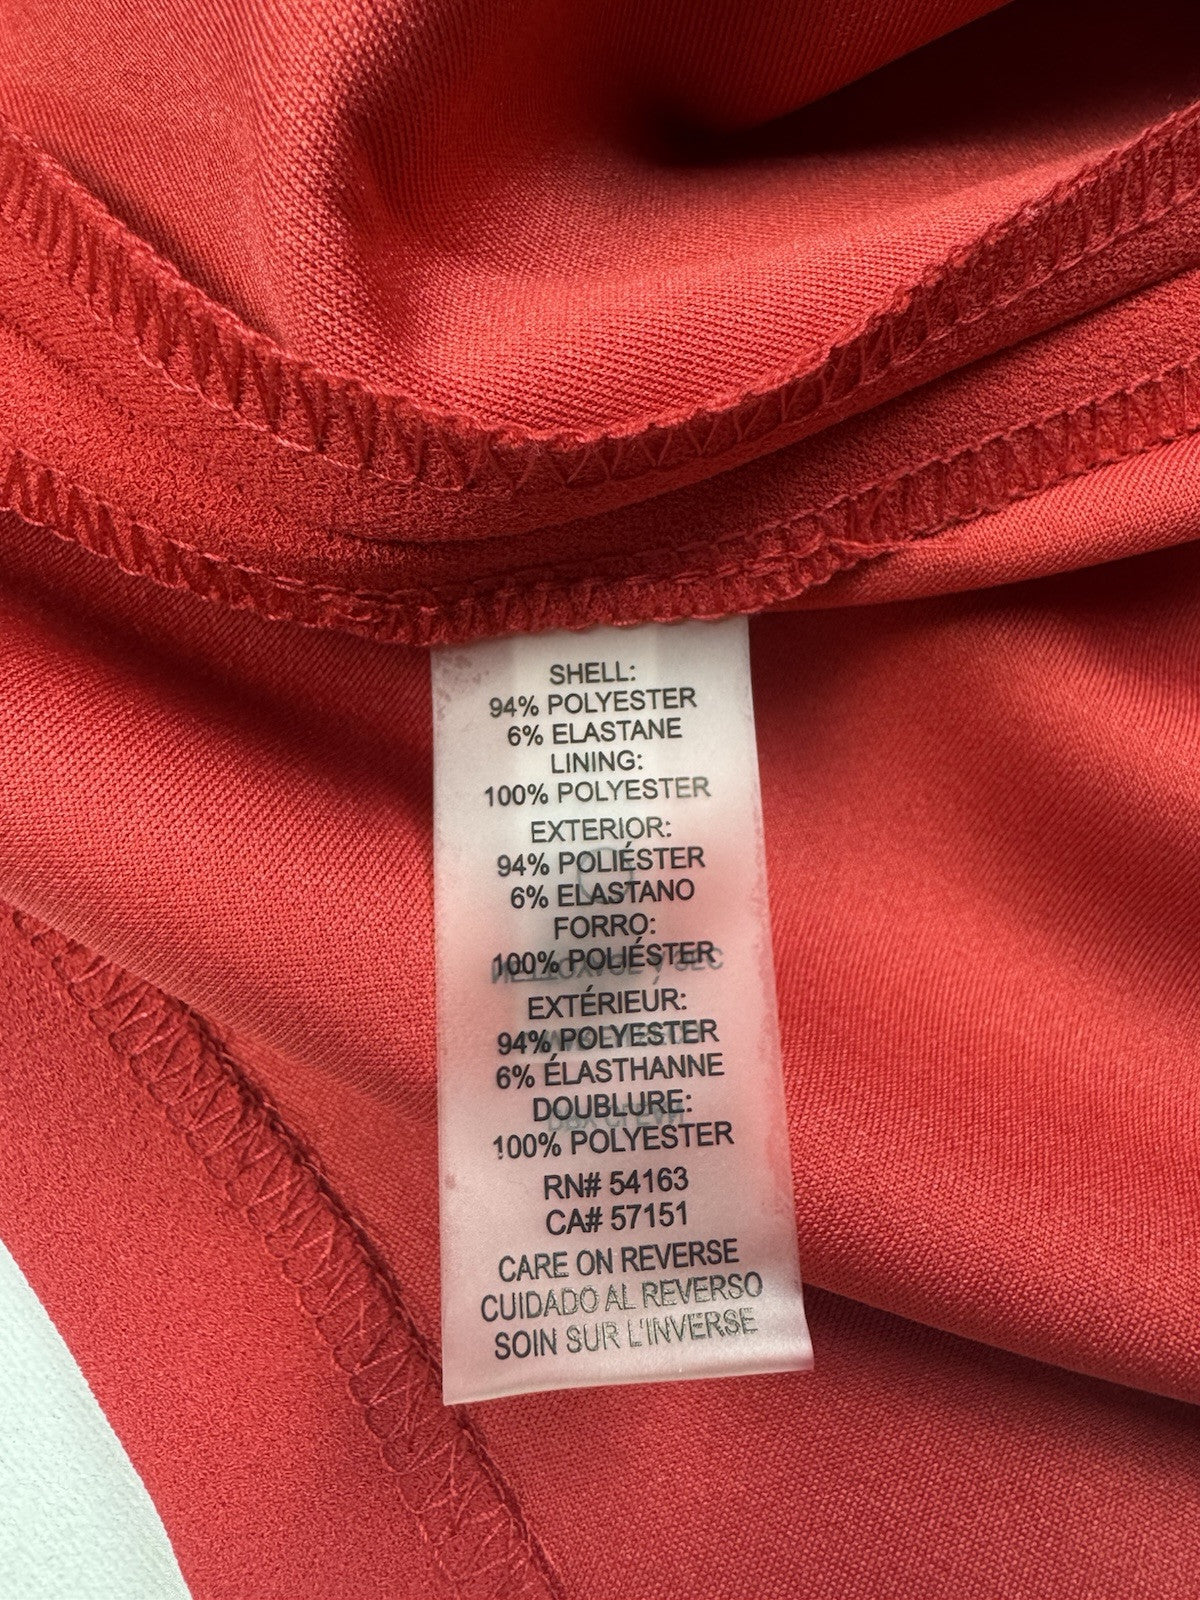 SHELL:
94% POLYESTER
6% ELASTANE
LINING:
100% POLYESTER
EXTERIOR:
94% POLIÉSTER
6% ELASTANO
FORRO:
100% POLIÉSTER
EXTÉRIEUR:
94% POLYESTER
6% ÉLASTHANNE
DOUBLURE:
100% POLYESTER
RN# 54163
CA# 57151
CARE ON REVERSE
CUIDADO AL REVERSO
SOIN SUR L'INVERSE